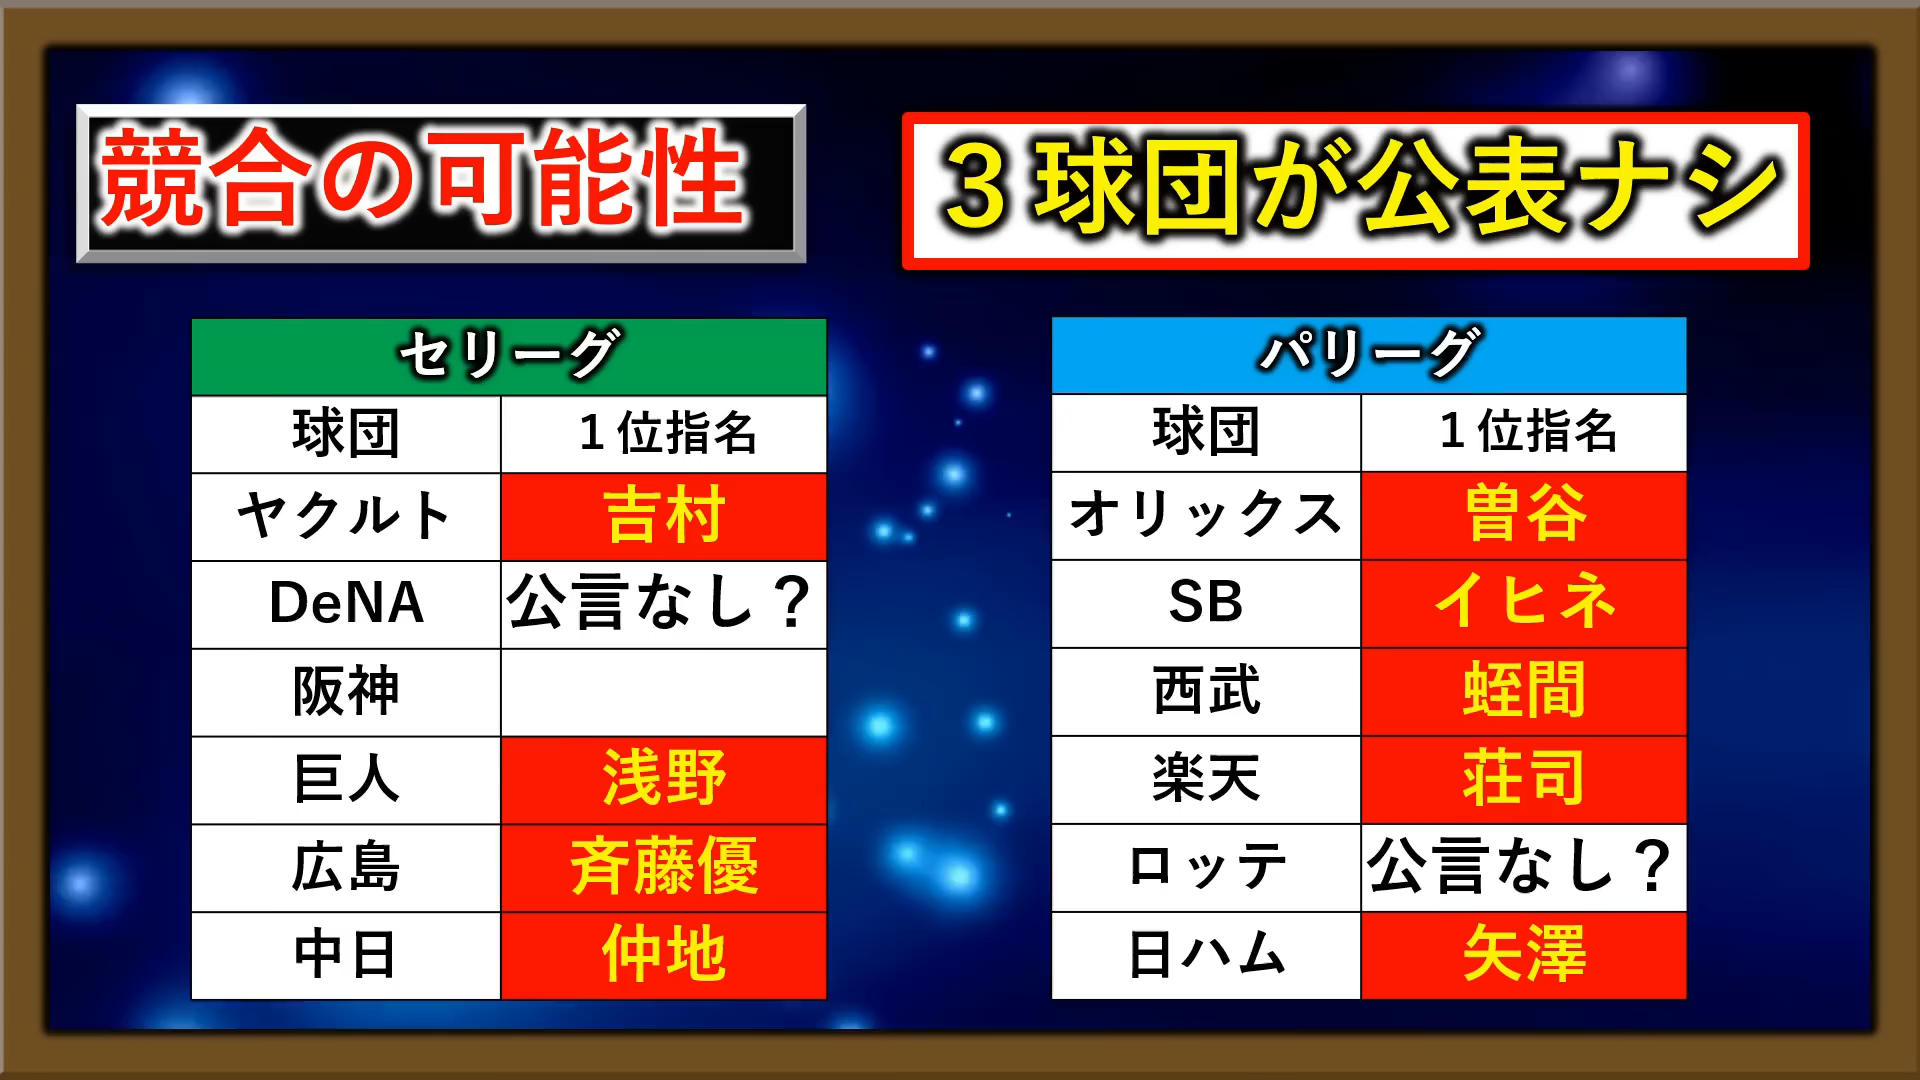 競合の可能性
３球団が公表ナシ
セリーグ
球団 １位指名
ヤクルト 吉村
DeNA 公言なし？
阪神
巨人 浅野
広島 斉藤優
中日 仲地
パリーグ
球団 １位指名
オリックス 曽谷
SB イヒネ
西武 蛭間
楽天 荘司
ロッテ 公言なし？
日ハム 矢澤